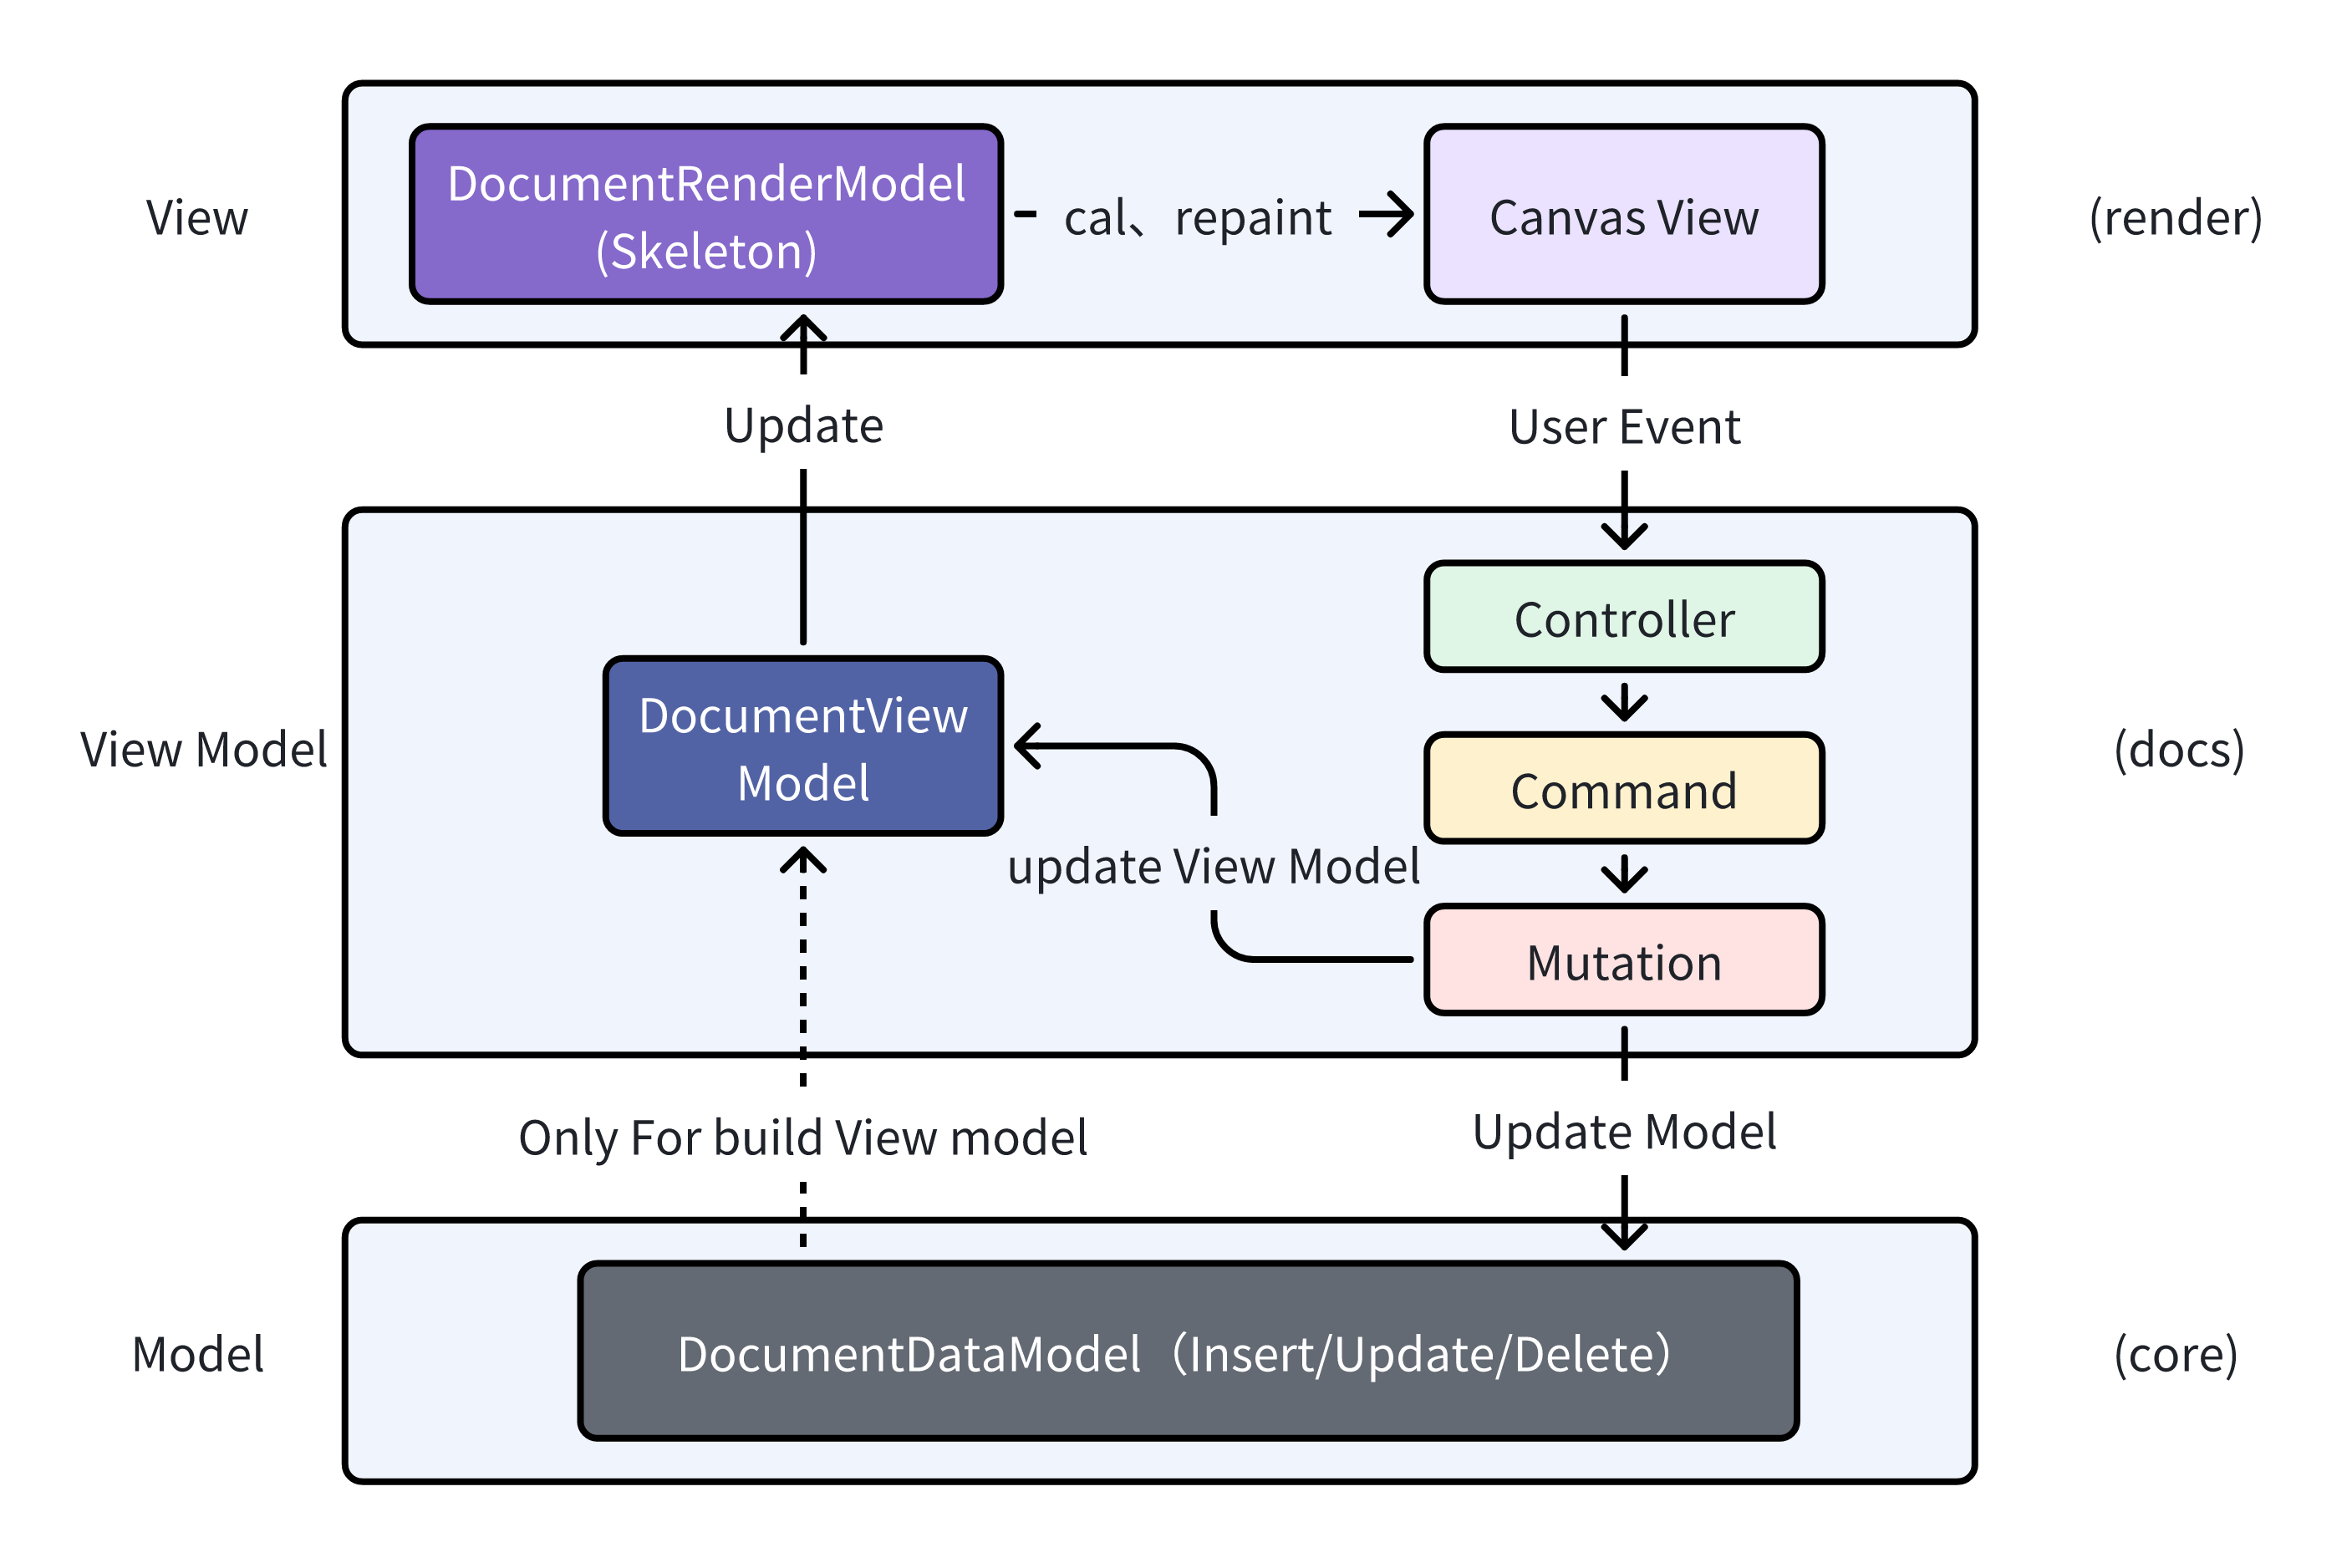 View
DocumentRenderModel
(Skeleton)
cal、repaint
Canvas View
(render)
Update
User Event
Controller
View Model
DocumentView
Model
Command
(docs)
update View Model
Mutation
Only For build View model
Update Model
Model
DocumentDataModel（Insert/Update/Delete）
(core)